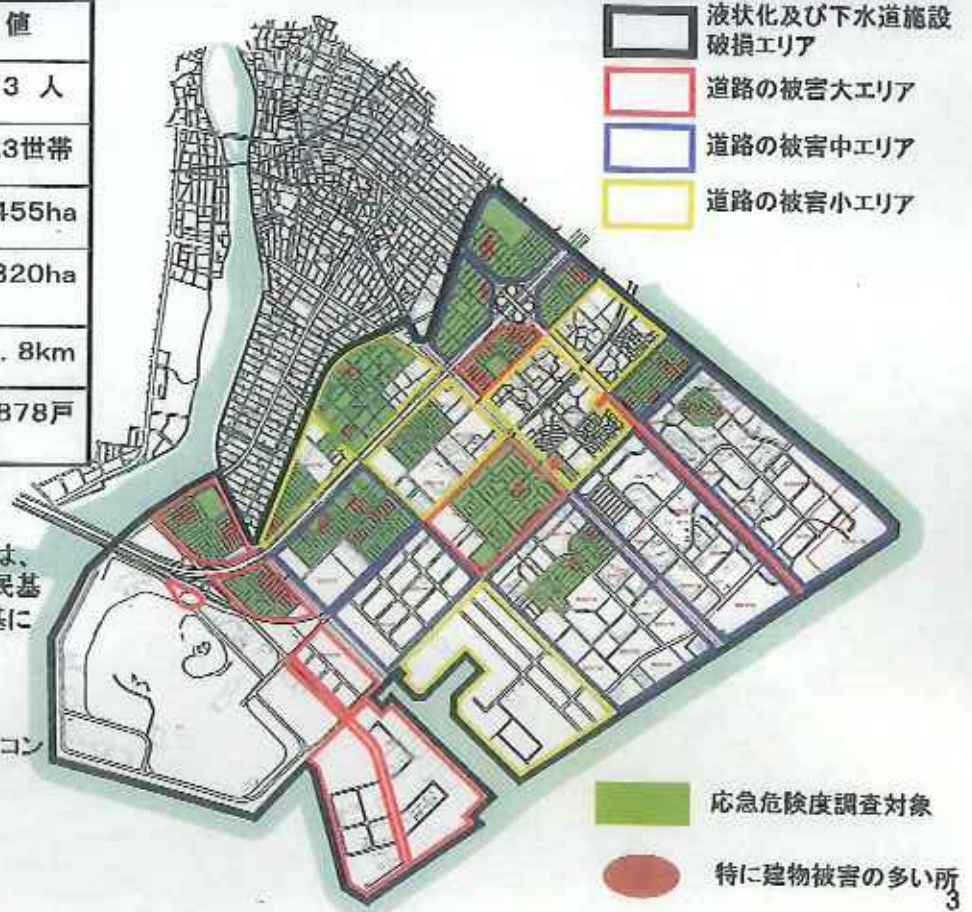 値
3 人
3世帯
455ha
320ha
. 8km
878戸
は、
民基
基に
コン
液状化及び下水道施設
破損エリア
道路の被害大エリア
道路の被害中エリア
道路の被害小エリア
応急危険度調査対象
特に建物被害の多い所
3